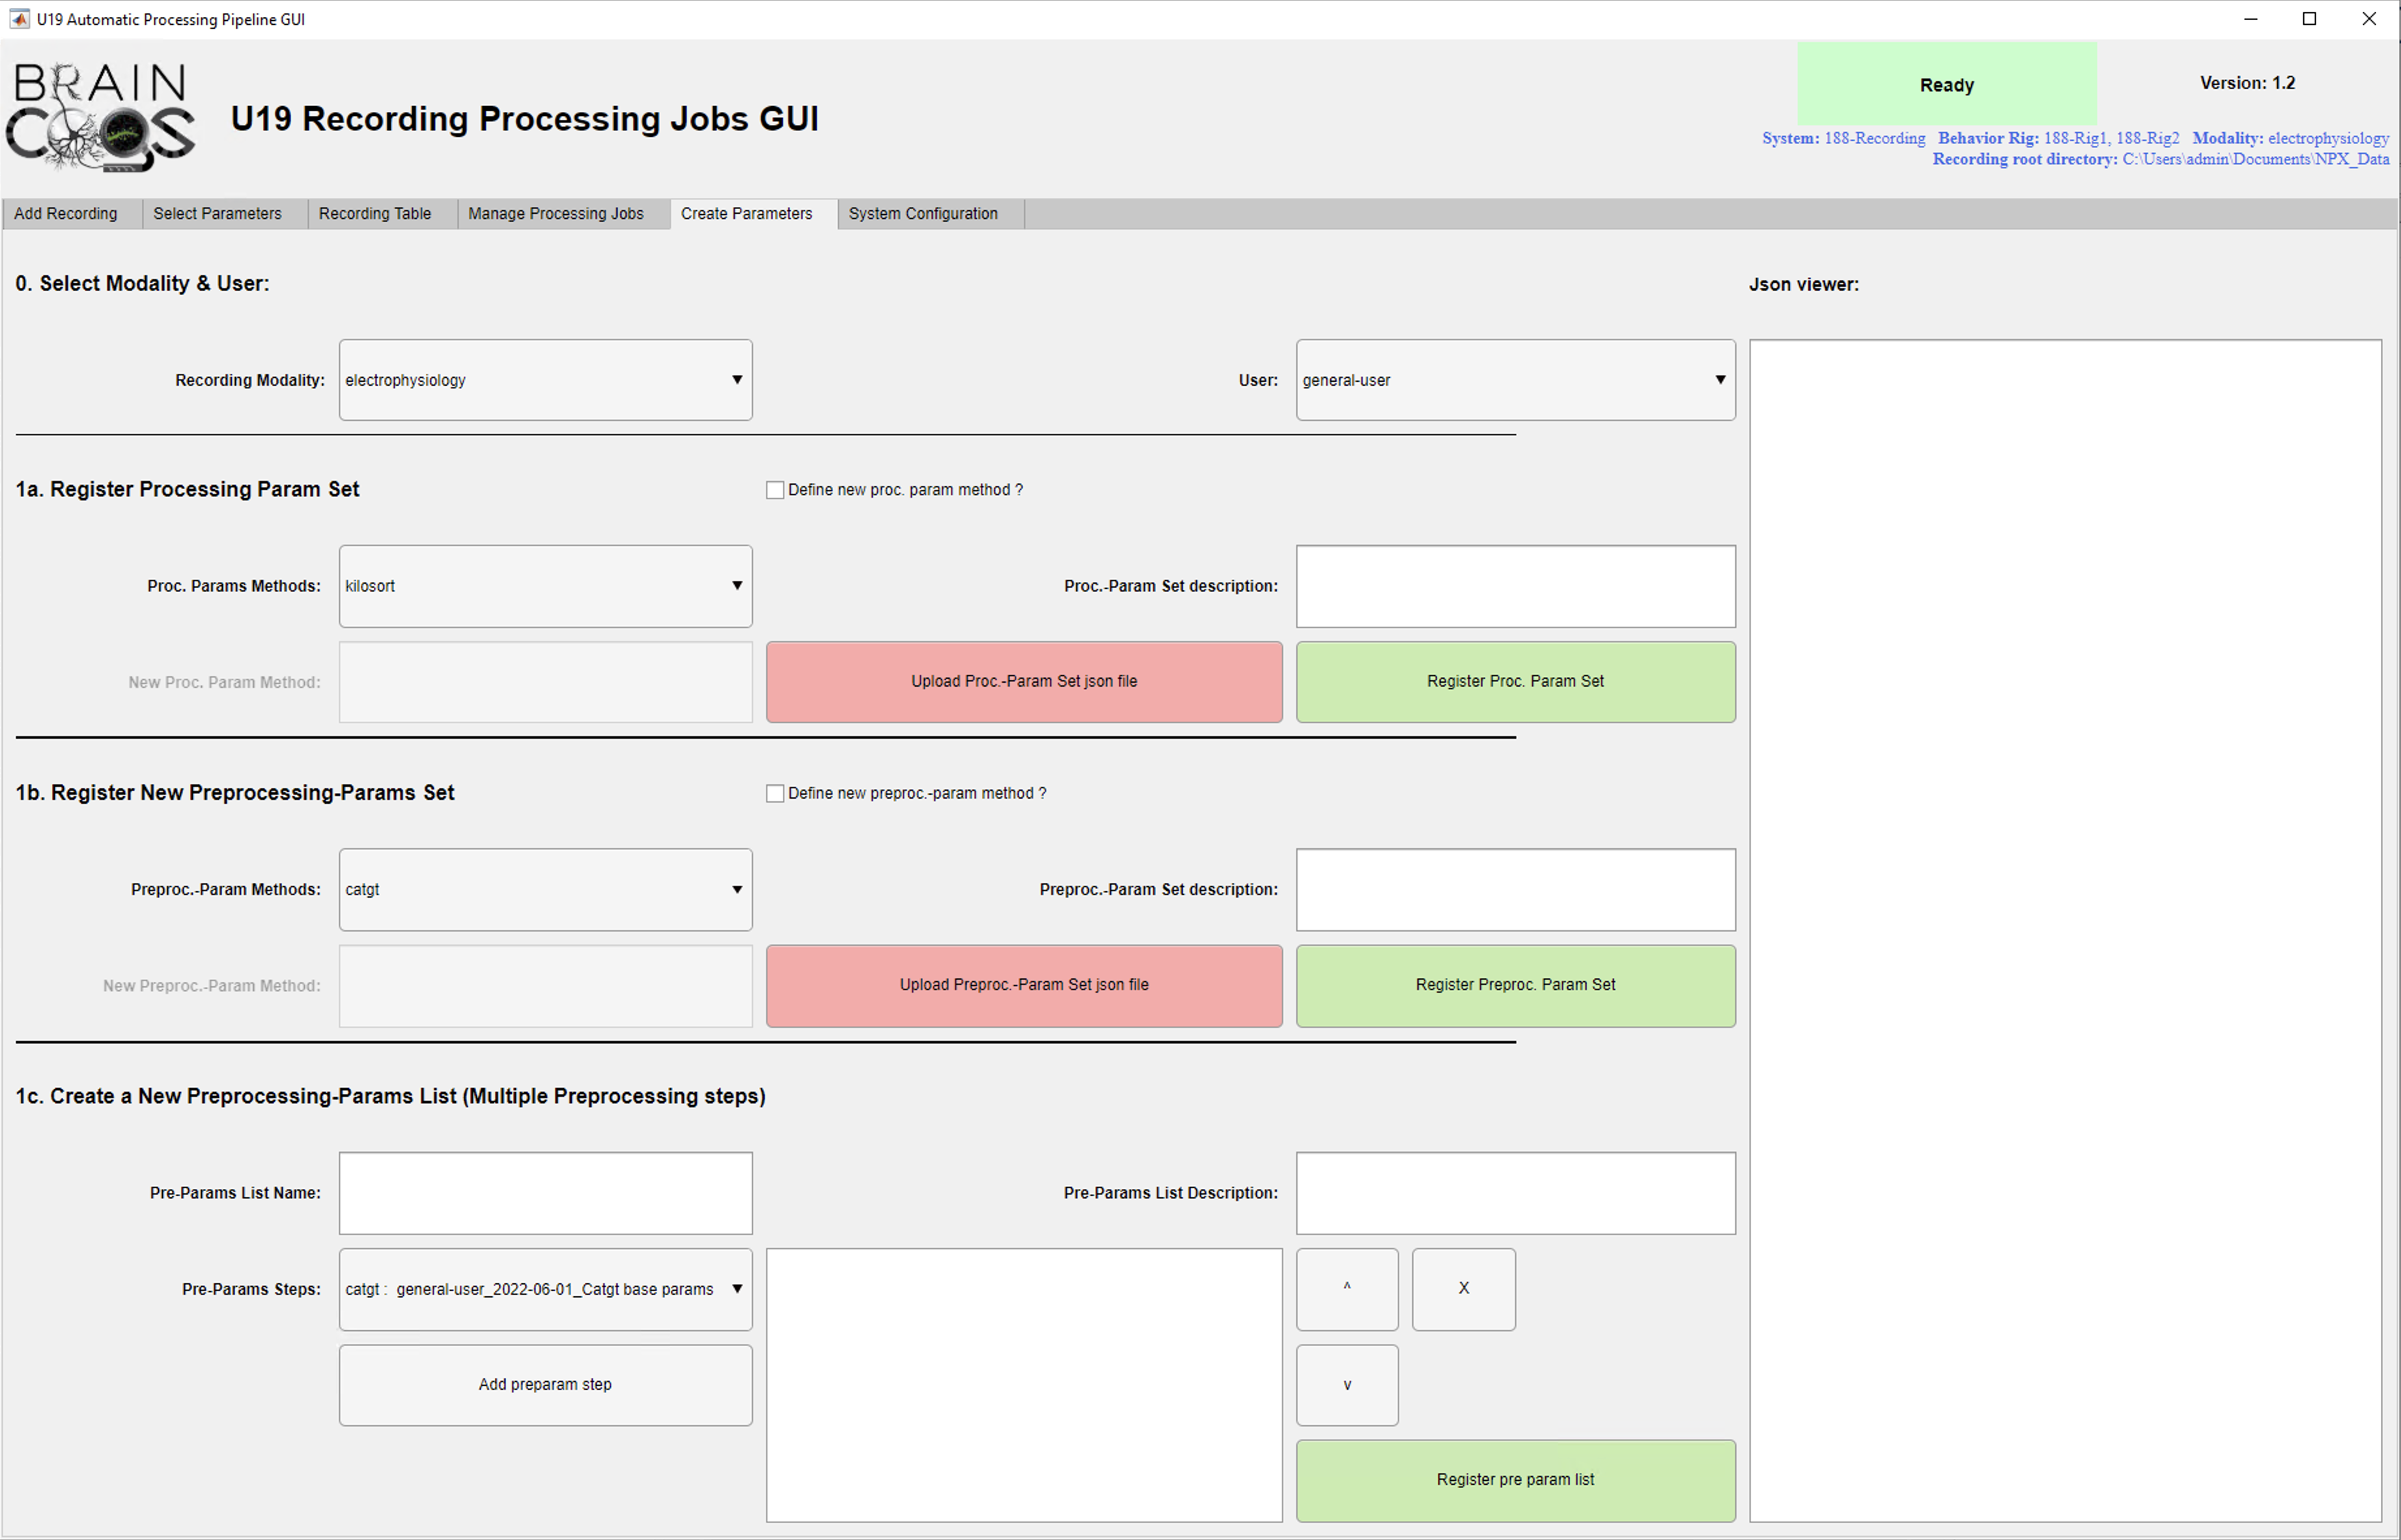 U19 Automatic Processing Pipeline GUI
BRAIN
COGS
U19 Recording Processing Jobs GUI
Ready
Version: 1.2
System: 188-Recording Behavior Rig: 188-Rig1, 188-Rig2 Modality: electrophysiology
Recording root directory: C:\Users\admin\Documents\NPX_Data
Add Recording
Select Parameters
Recording Table
Manage Processing Jobs
Create Parameters
System Configuration
0. Select Modality & User:
Json viewer:
Recording Modality:
electrophysiology
User:
general-user
1a. Register Processing Param Set
Define new proc. param method ?
Proc. Params Methods:
kilosort
Proc.-Param Set description:
New Proc. Param Method:
Upload Proc.-Param Set json file
Register Proc. Param Set
1b. Register New Preprocessing-Params Set
Define new preproc.-param method ?
Preproc.-Param Methods:
catgt
Preproc.-Param Set description:
New Preproc.-Param Method:
Upload Preproc.-Param Set json file
Register Preproc. Param Set
1c. Create a New Preprocessing-Params List (Multiple Preprocessing steps)
Pre-Params List Name:
Pre-Params List Description:
Pre-Params Steps:
catgt : general-user_2022-06-01_Catgt base params
^
X
Add preparam step
v
Register pre param list